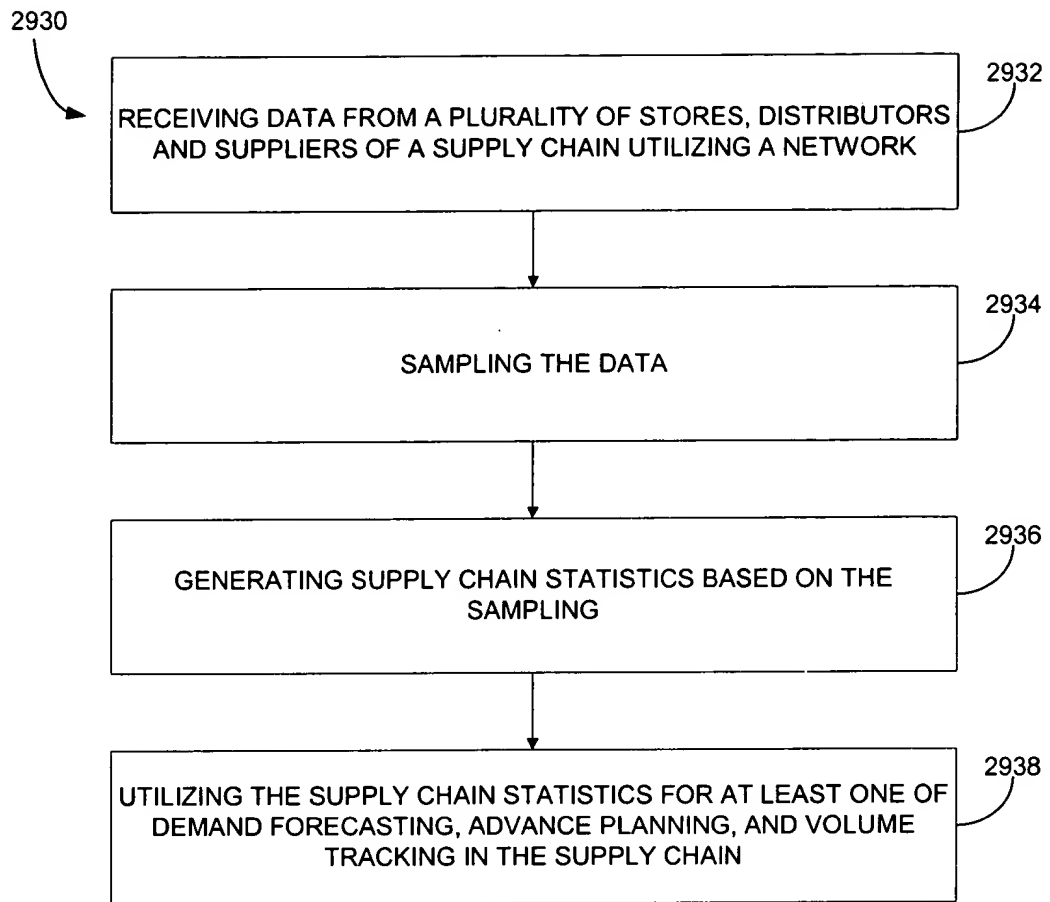 2930
2932
RECEIVING DATA FROM A PLURALITY OF STORES, DISTRIBUTORS
AND SUPPLIERS OF A SUPPLY CHAIN UTILIZING A NETWORK
2934
SAMPLING THE DATA
2936
GENERATING SUPPLY CHAIN STATISTICS BASED ON THE
SAMPLING
2938
UTILIZING THE SUPPLY CHAIN STATISTICS FOR AT LEAST ONE OF
DEMAND FORECASTING, ADVANCE PLANNING, AND VOLUME
TRACKING IN THE SUPPLY CHAIN